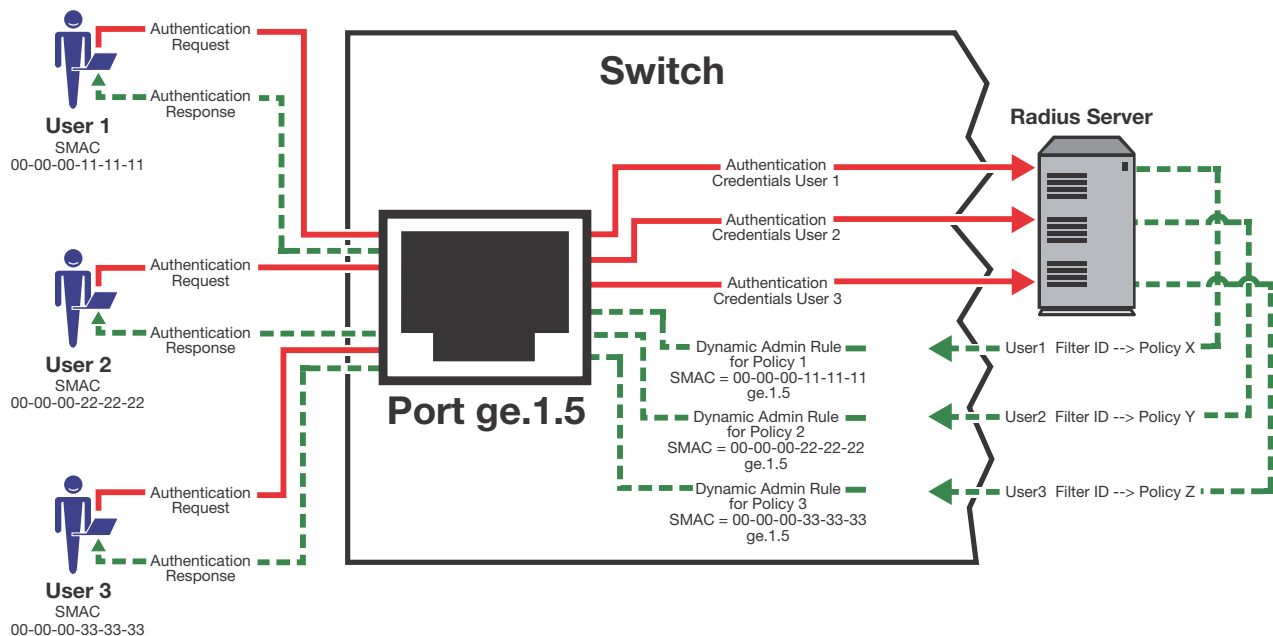 Switch
Authentication
Request
Authentication
Response
User 1
SMAC
00-00-00-11-11-11
Radius Server
Authentication
Credentials User 1
Authentication
Credentials User 2
Authentication
Credentials User 3
Authentication
Request
Authentication
Response
User 2
SMAC
00-00-00-22-22-22
Port ge.1.5
Dynamic Admin Rule
for Policy 1
SMAC = 00-00-00-11-11-11
ge.1.5
User1 Filter ID --> Policy X
Dynamic Admin Rule
for Policy 2
SMAC = 00-00-00-22-22-22
ge.1.5
User2 Filter ID --> Policy Y
Dynamic Admin Rule
for Policy 3
SMAC = 00-00-00-33-33-33
ge.1.5
User3 Filter ID --> Policy Z
Authentication
Request
Authentication
Response
User 3
SMAC
00-00-00-33-33-33